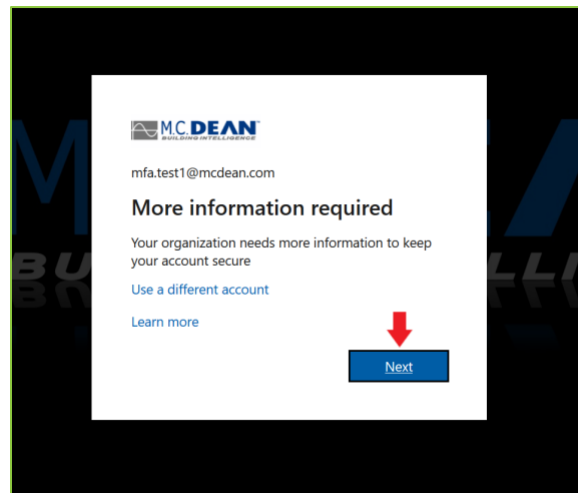 M.C. DEAN
BUILDING INTELLIGENCE
mfa.test1@mcdean.com
More information required
Your organization needs more information to keep
your account secure
Use a different account
Learn more
Next